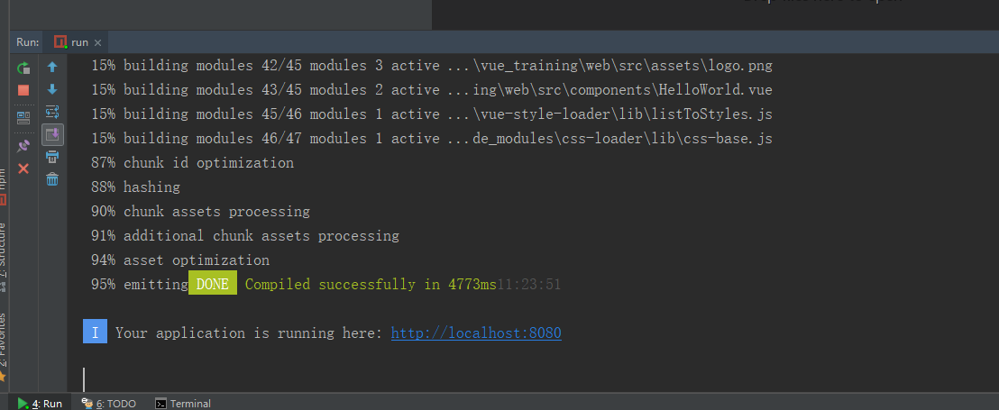 Run: run
15% building modules 42/45 modules 3 active ...\vue_training\web\src\assets\logo.png
15% building modules 43/45 modules 2 active ...ing\web\src\components\HelloWorld.vue
15% building modules 45/46 modules 1 active ...\vue-style-loader\lib\listToStyles.js
15% building modules 46/47 modules 1 active ...de_modules\css-loader\lib\css-base.js
87% chunk id optimization
88% hashing
90% chunk assets processing
91% additional chunk assets processing
94% asset optimization
95% emitting DONE Compiled successfully in 4773ms11:23:51
I Your application is running here: http://localhost:8080
npm
7: Structure
2: Favorites
4: Run 6: TODO Terminal